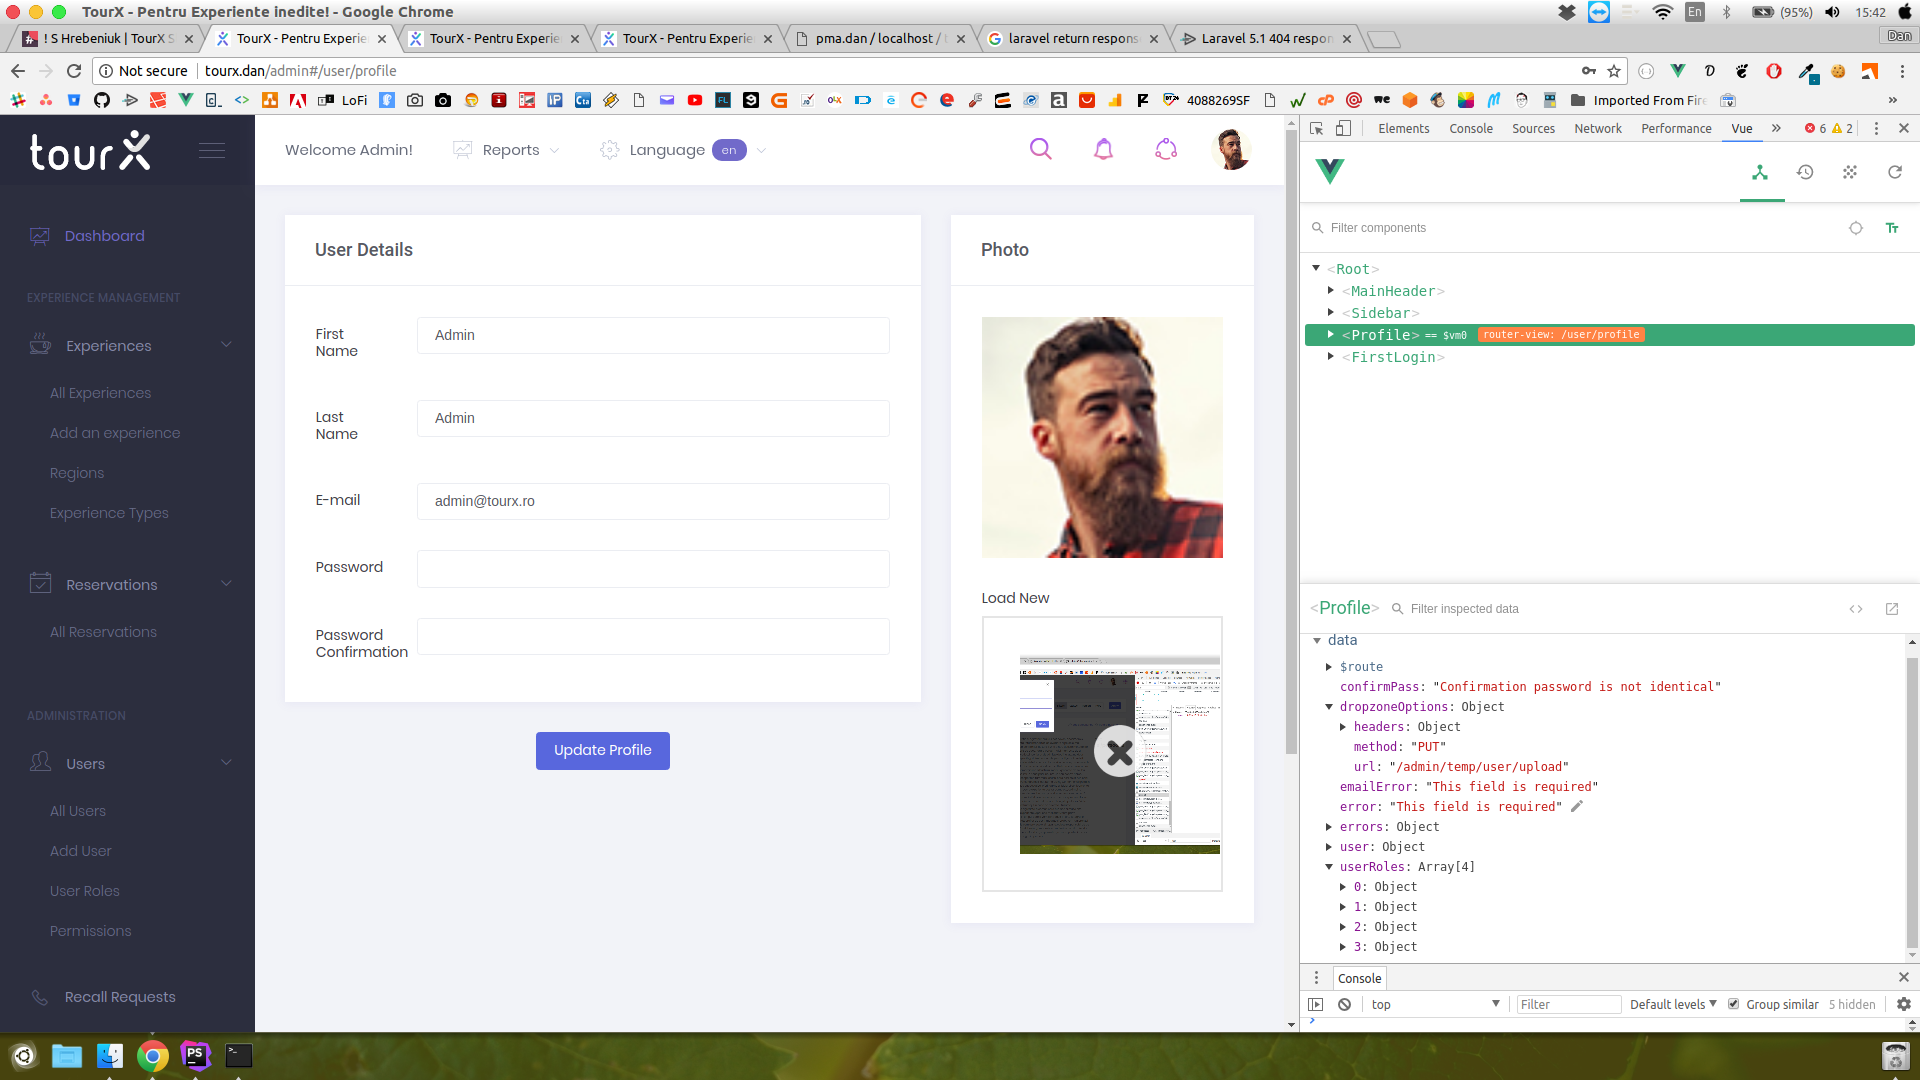 TourX - Pentru Experiente inedite! - Google Chrome
En
(95%)
15:42
! S Hrebeniuk | TourX S
TourX - Pentru Experie
TourX - Pentru Experie
TourX - Pentru Experie
pma.dan / localhost / t
laravel return respons
Laravel 5.1 404 respon
Dan
Not secure
tourx.dan/admin#/user/profile
LoFi
4088269SF
Imported From Fire
tourX
Welcome Admin!
Reports
Language
en
Dashboard
EXPERIENCE MANAGEMENT
Experiences
All Experiences
Add an experience
Regions
Experience Types
Reservations
All Reservations
ADMINISTRATION
Users
All Users
Add User
User Roles
Permissions
Recall Requests
User Details
First
Name
Admin
Last
Name
Admin
E-mail
admin@tourx.ro
Password
Password
Confirmation
Update Profile
Photo
Load New
Elements
Console
Sources
Network
Performance
Vue
6
2
Filter components
Tт
<Root>
<MainHeader>
<Sidebar>
<Profile> == $vm0
router-view: /user/profile
<FirstLogin>
<Profile>
Filter inspected data
data
$route
confirmPass: "Confirmation password is not identical"
dropzoneOptions: Object
headers: Object
method: "PUT"
url: "/admin/temp/user/upload"
emailError: "This field is required"
error: "This field is required"
errors: Object
user: Object
userRoles: Array[4]
0: Object
1: Object
2: Object
3: Object
Console
top
Filter
Default levels
Group similar
5 hidden
PS